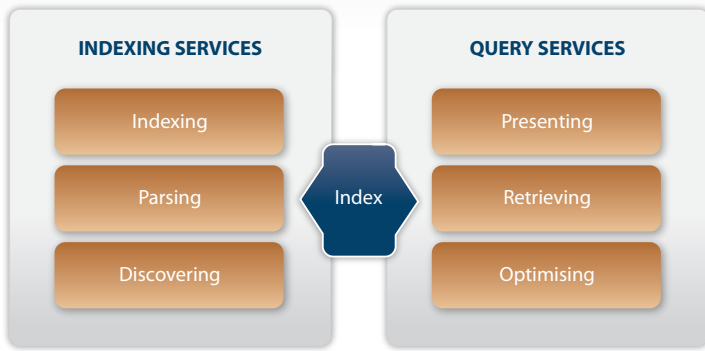 INDEXING SERVICES
Indexing
Parsing
Discovering
Index
QUERY SERVICES
Presenting
Retrieving
Optimising